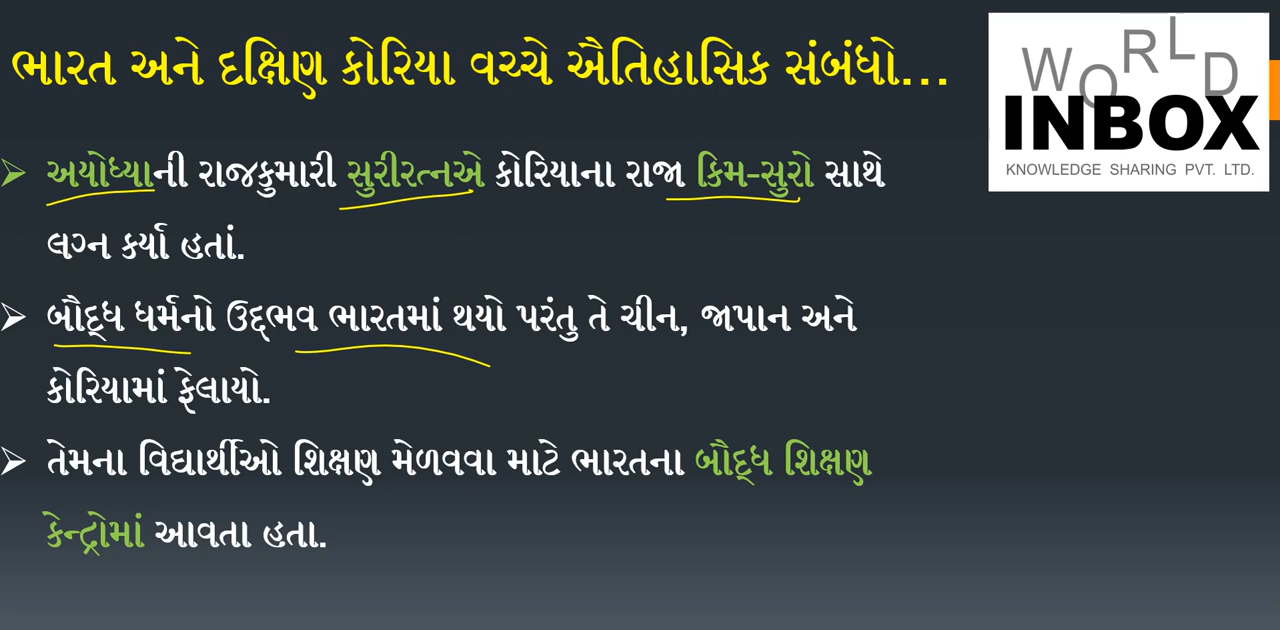 ભારત અને દક્ષિણ કોરિયા વચ્ચે ઐતિહાસિક સંબંધો...
WORLD
INBOX
KNOWLEDGE SHARING PVT. LTD.
➢ અયોધ્યાની રાજકુમારી સુરીરત્નએ કોરિયાના રાજા કિમ-સુરો સાથે
લગ્ન કર્યા હતાં.
➢ બૌદ્ધ ધર્મનો ઉદ્દભવ ભારતમાં થયો પરંતુ તે ચીન, જાપાન અને
કોરિયામાં ફેલાયો.
➢ તેમના વિદ્યાર્થીઓ શિક્ષણ મેળવવા માટે ભારતના બૌદ્ધ શિક્ષણ
કેન્દ્રોમાં આવતા હતા.